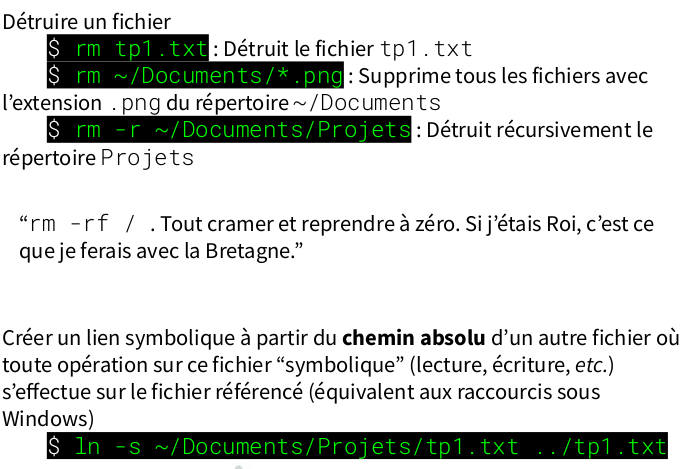 Détruire un fichier
$ rm tp1.txt : Détruit le fichier tp1.txt
$ rm ~/Documents/*.png : Supprime tous les fichiers avec
l’extension .png du répertoire ~/Documents
$ rm -r ~/Documents/Projets : Détruit récursivement le
répertoire Projets
“rm -rf / . Tout cramer et reprendre à zéro. Si j’étais Roi, c’est ce
que je ferais avec la Bretagne.”
Créer un lien symbolique à partir du chemin absolu d’un autre fichier où
toute opération sur ce fichier “symbolique” (lecture, écriture, etc.)
s’effectue sur le fichier référencé (équivalent aux raccourcis sous
Windows)
$ ln -s ~/Documents/Projets/tp1.txt ../tp1.txt